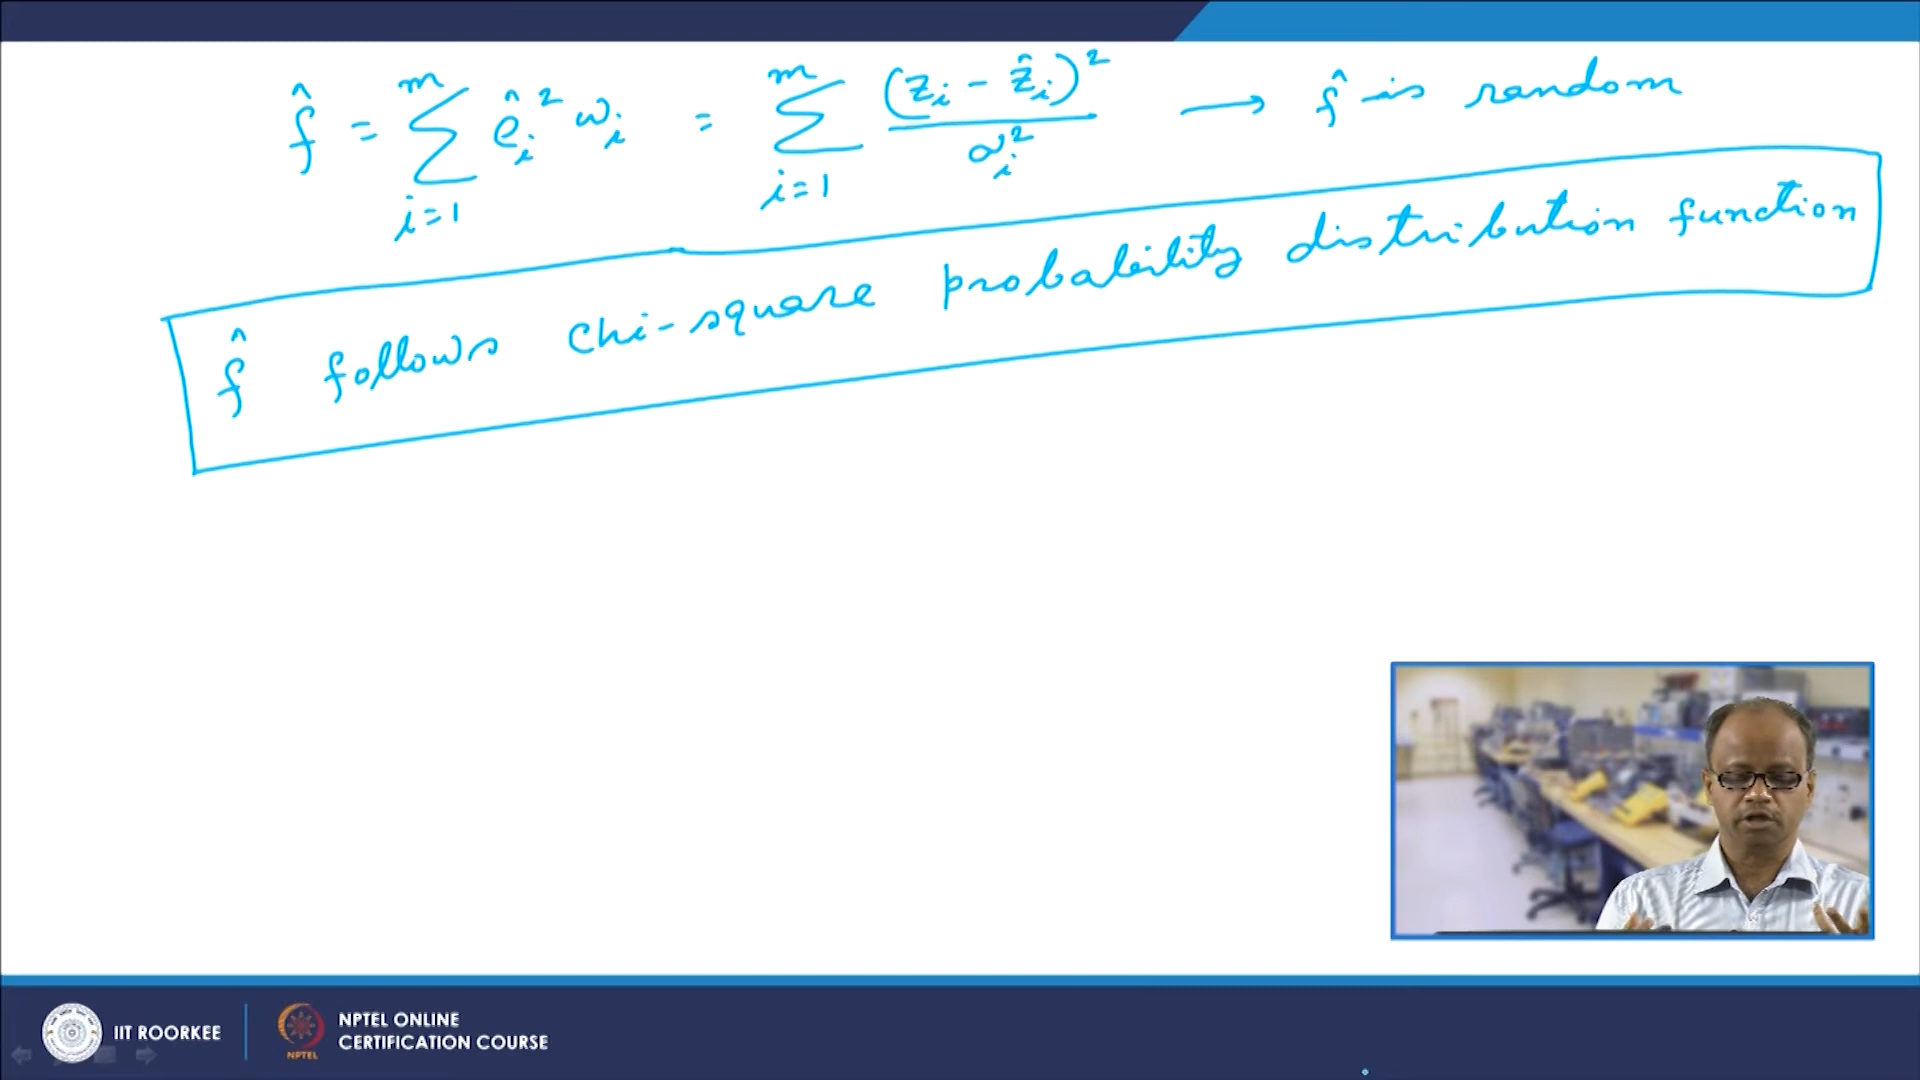 f̂ = Σ_{i=1}^{m} ê_i² w_i = Σ_{i=1}^{m} (z_i - ẑ_i)² / σ_i² → f̂ is random
f̂ follows Chi-square probability distribution function
IIT ROORKEE
NPTEL
NPTEL ONLINE
CERTIFICATION COURSE